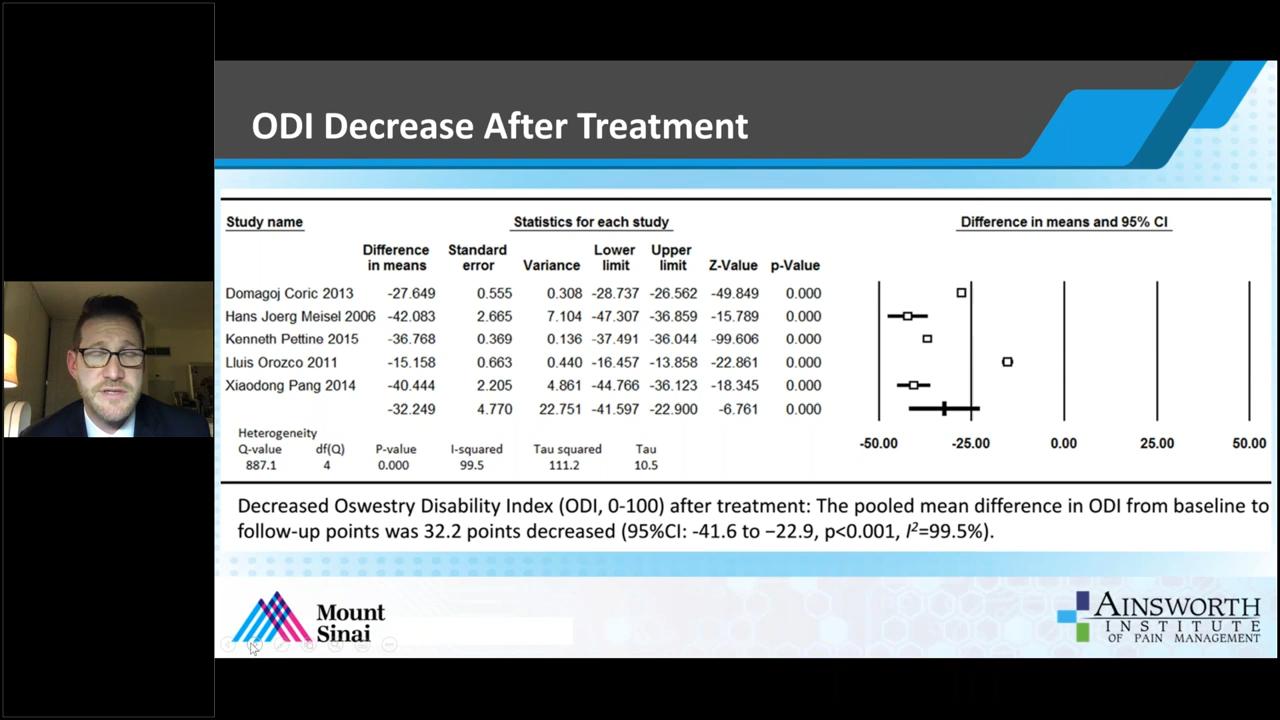 ODI Decrease After Treatment
Study name Statistics for each study Difference in means and 95% CI
Difference in means Standard error Variance Lower limit Upper limit Z-Value p-Value
Domagoj Coric 2013 -27.649 0.555 0.308 -28.737 -26.562 -49.849 0.000
Hans Joerg Meisel 2006 -42.083 2.665 7.104 -47.307 -36.859 -15.789 0.000
Kenneth Pettine 2015 -36.768 0.369 0.136 -37.491 -36.044 -99.606 0.000
Lluis Orozco 2011 -15.158 0.663 0.440 -16.457 -13.858 -22.861 0.000
Xiaodong Pang 2014 -40.444 2.205 4.861 -44.766 -36.123 -18.345 0.000
-32.249 4.770 22.751 -41.597 -22.900 -6.761 0.000
-50.00 -25.00 0.00 25.00 50.00
Heterogeneity
Q-value df(Q) P-value I-squared Tau squared Tau
887.1 4 0.000 99.5 111.2 10.5
Decreased Oswestry Disability Index (ODI, 0-100) after treatment: The pooled mean difference in ODI from baseline to
follow-up points was 32.2 points decreased (95%CI: -41.6 to −22.9, p<0.001, I²=99.5%).
Mount
Sinai
AINSWORTH
INSTITUTE
OF PAIN MANAGEMENT